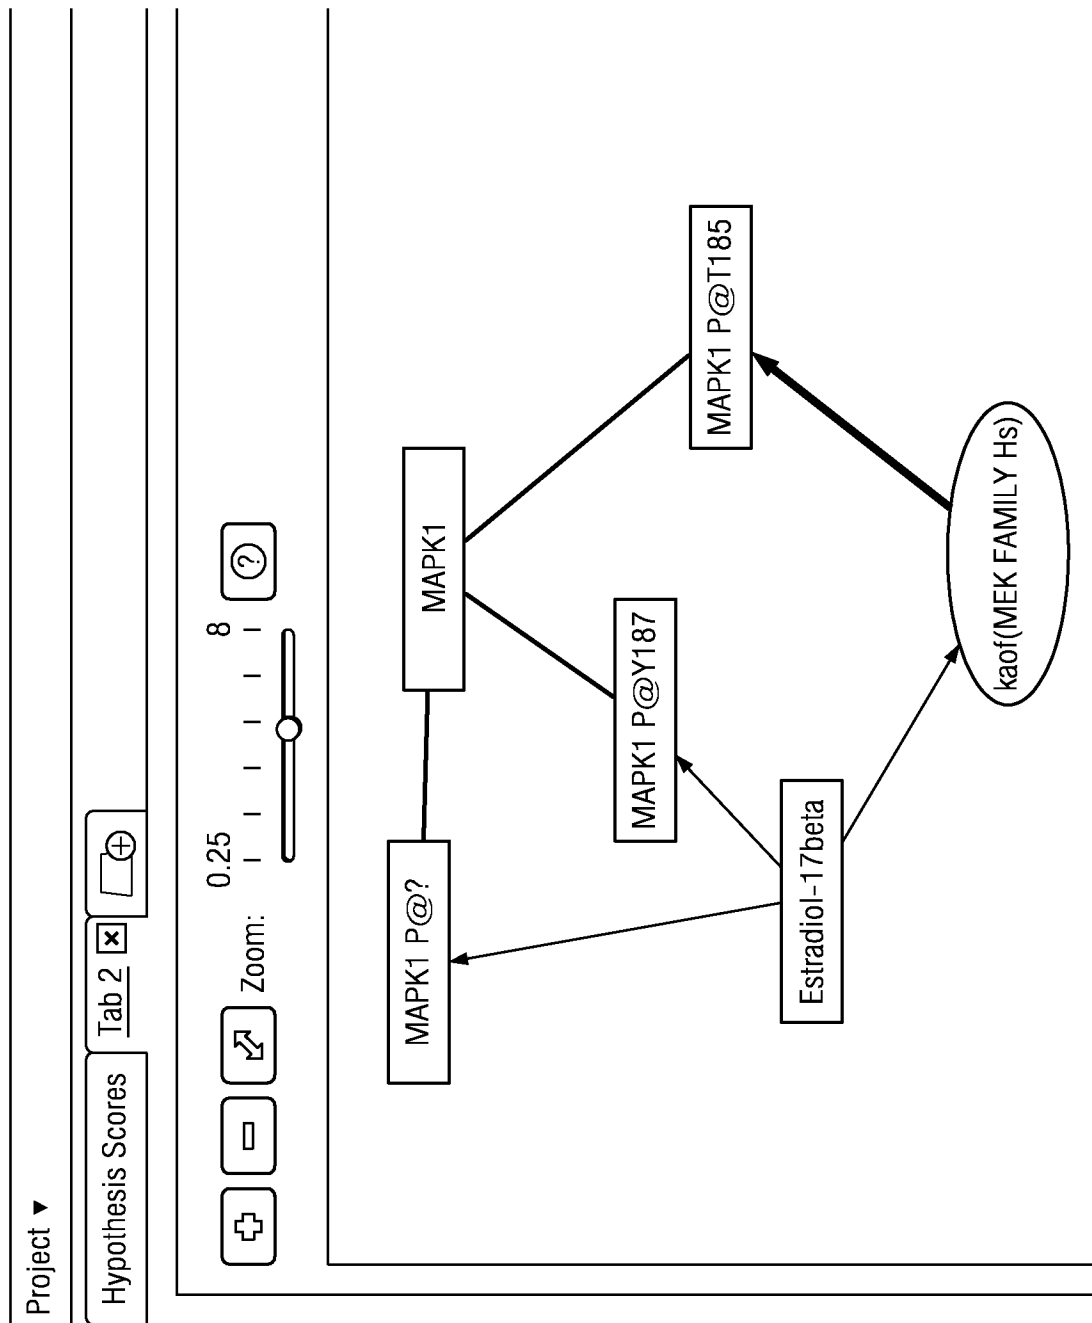 Project ▼
Hypothesis Scores
Tab 2
Zoom:
0.25
8
?
MAPK1 P@?
MAPK1
MAPK1 P@Y187
MAPK1 P@T185
Estradiol-17beta
kaof(MEK FAMILY Hs)